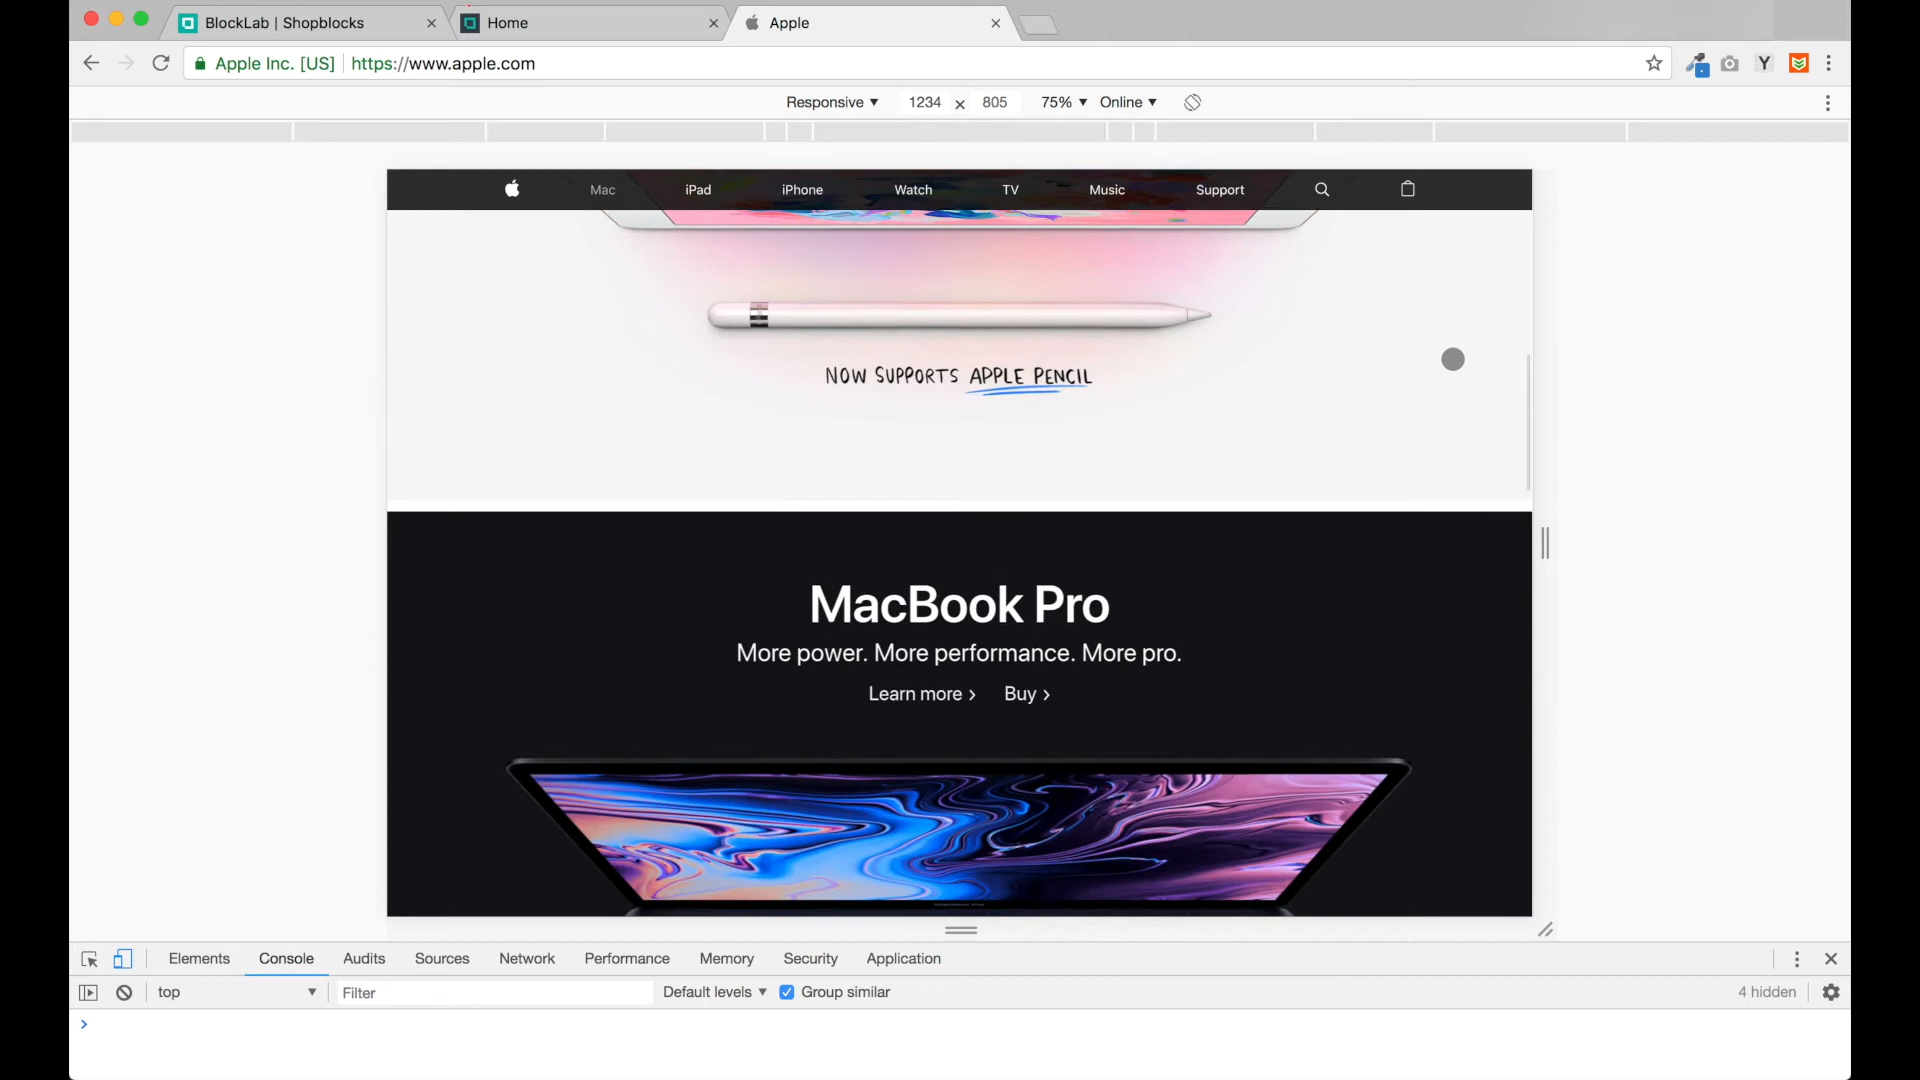 BlockLab | Shopblocks
Home
Apple
Apple Inc. [US] https://www.apple.com
Y
Responsive 1234 x 805 75% Online
Mac iPad iPhone Watch TV Music Support
NOW SUPPORTS APPLE PENCIL
MacBook Pro
More power. More performance. More pro.
Learn more > Buy >
Elements Console Audits Sources Network Performance Memory Security Application
top Filter Default levels Group similar 4 hidden
>